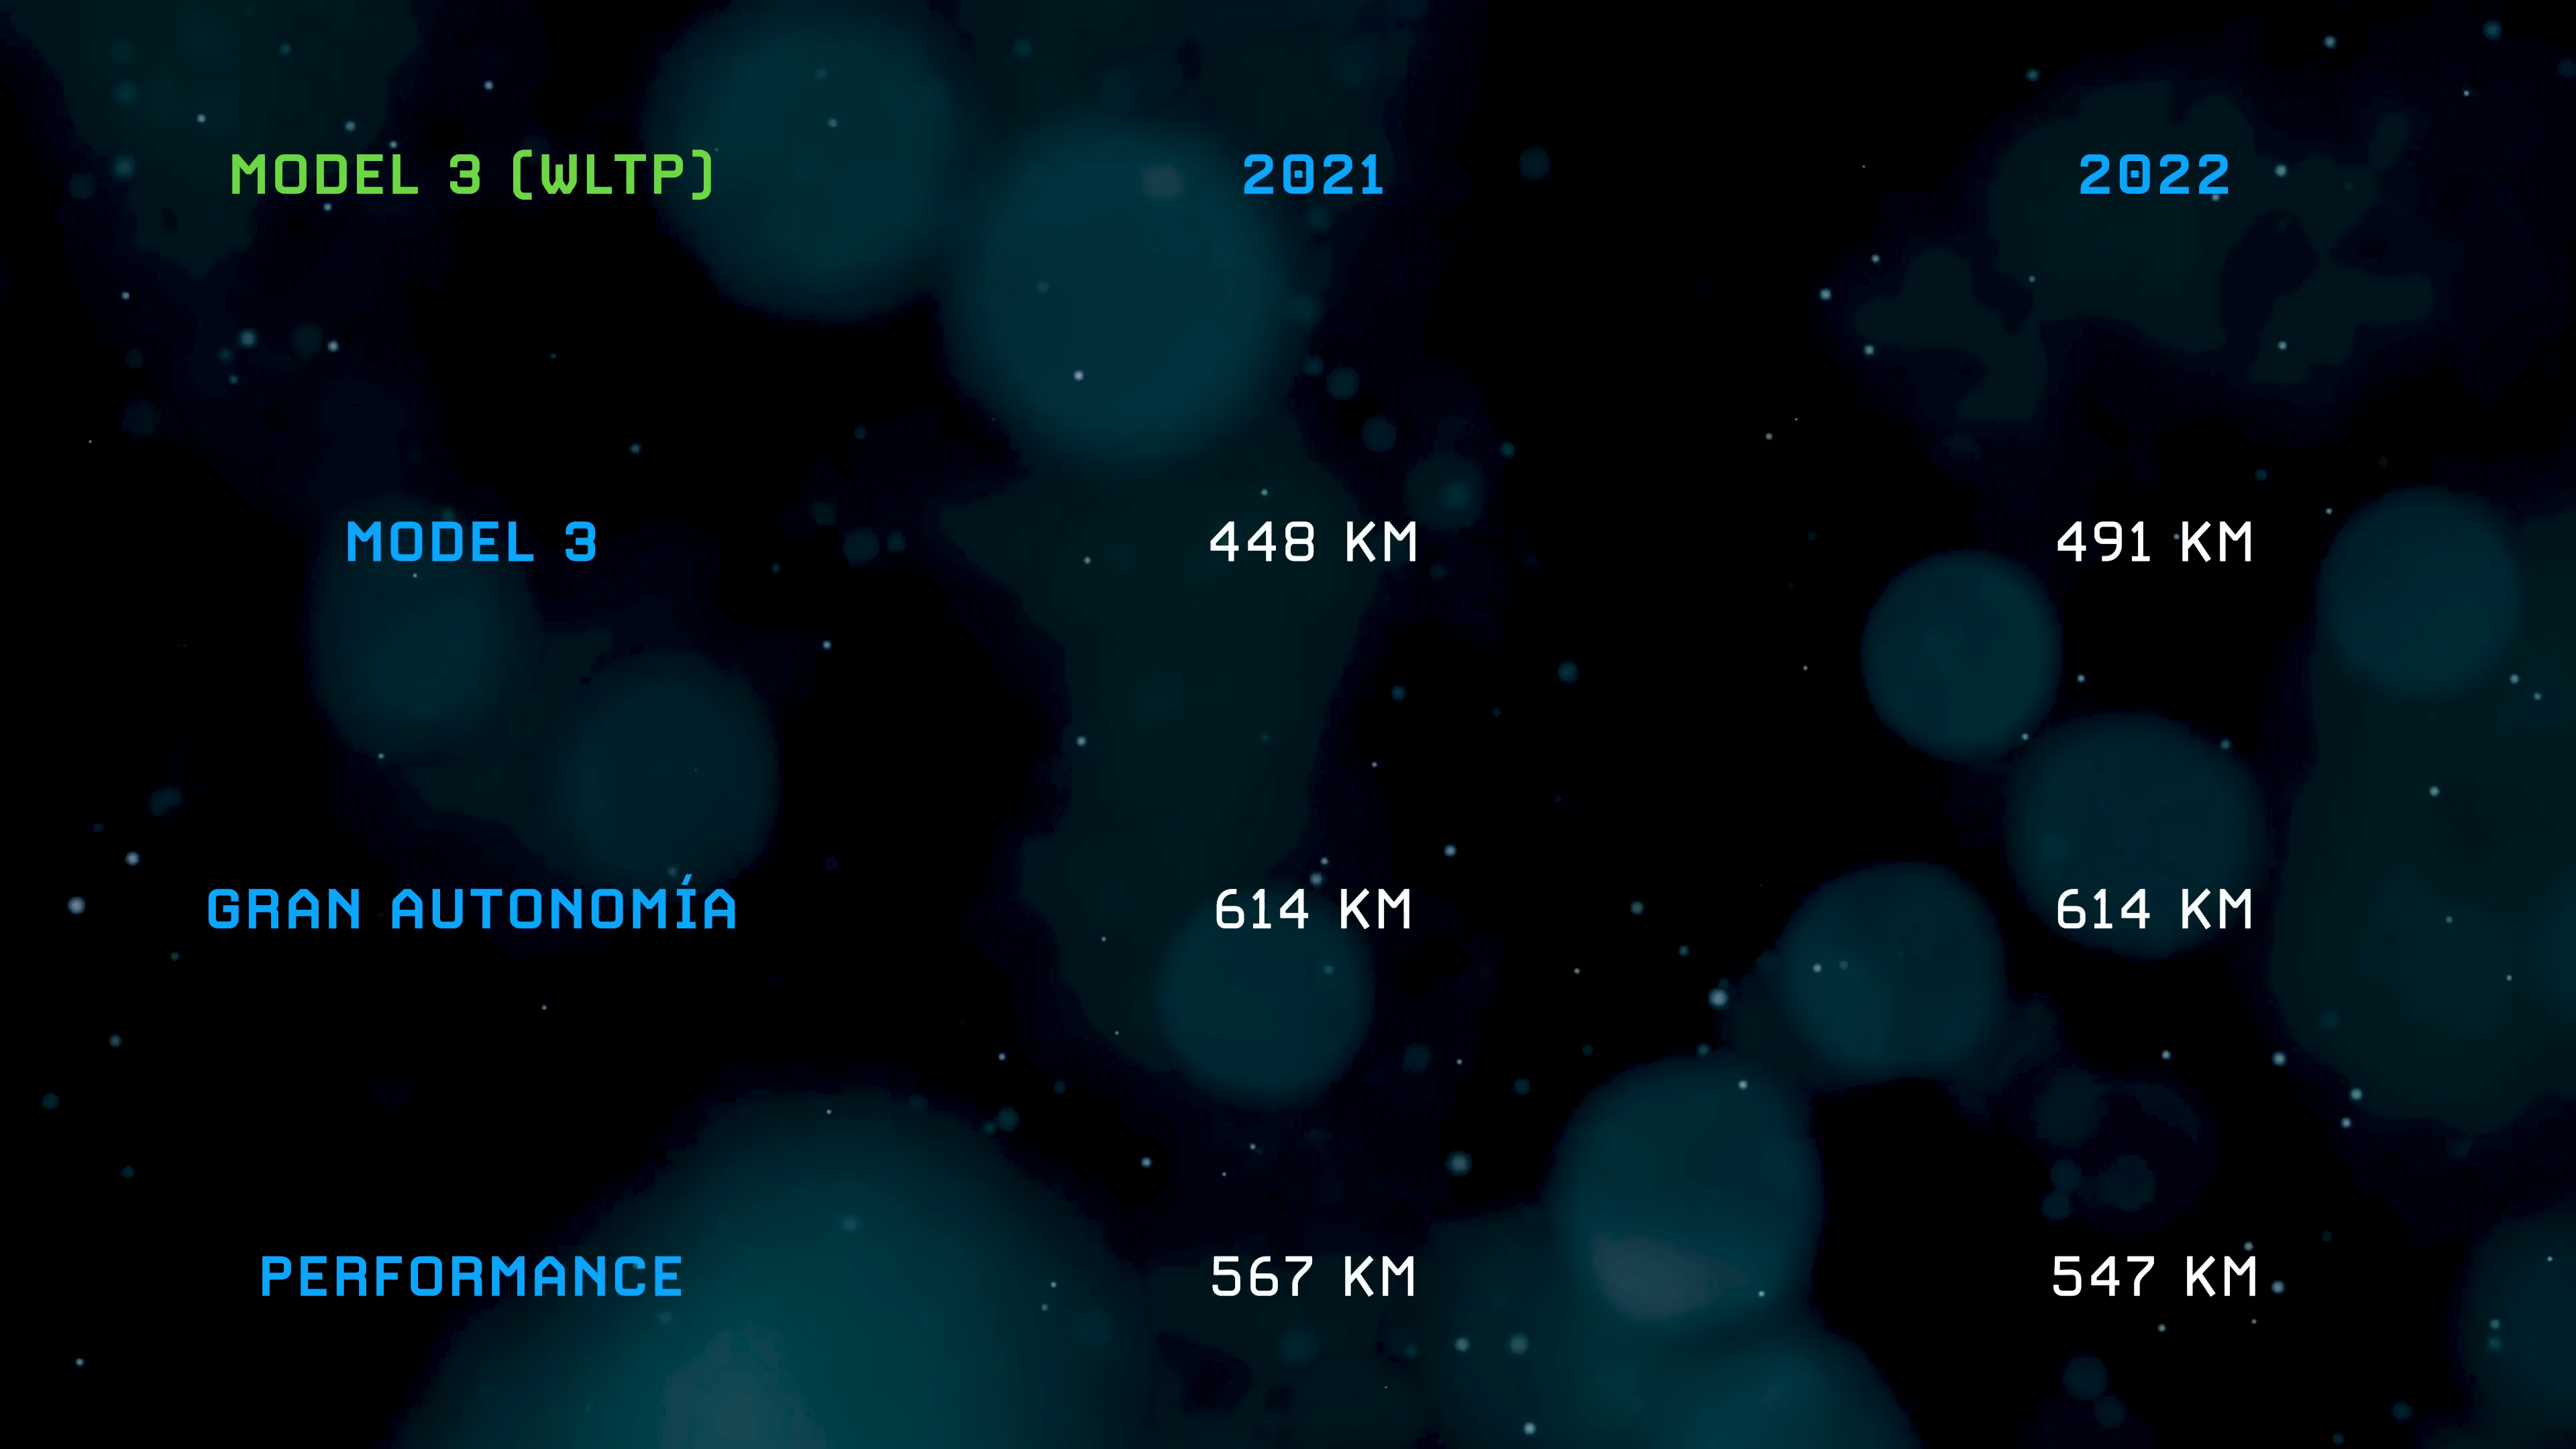 MODEL 3 (WLTP) 2021 2022
MODEL 3 448 KM 491 KM
GRAN AUTONOMÍA 614 KM 614 KM
PERFORMANCE 567 KM 547 KM